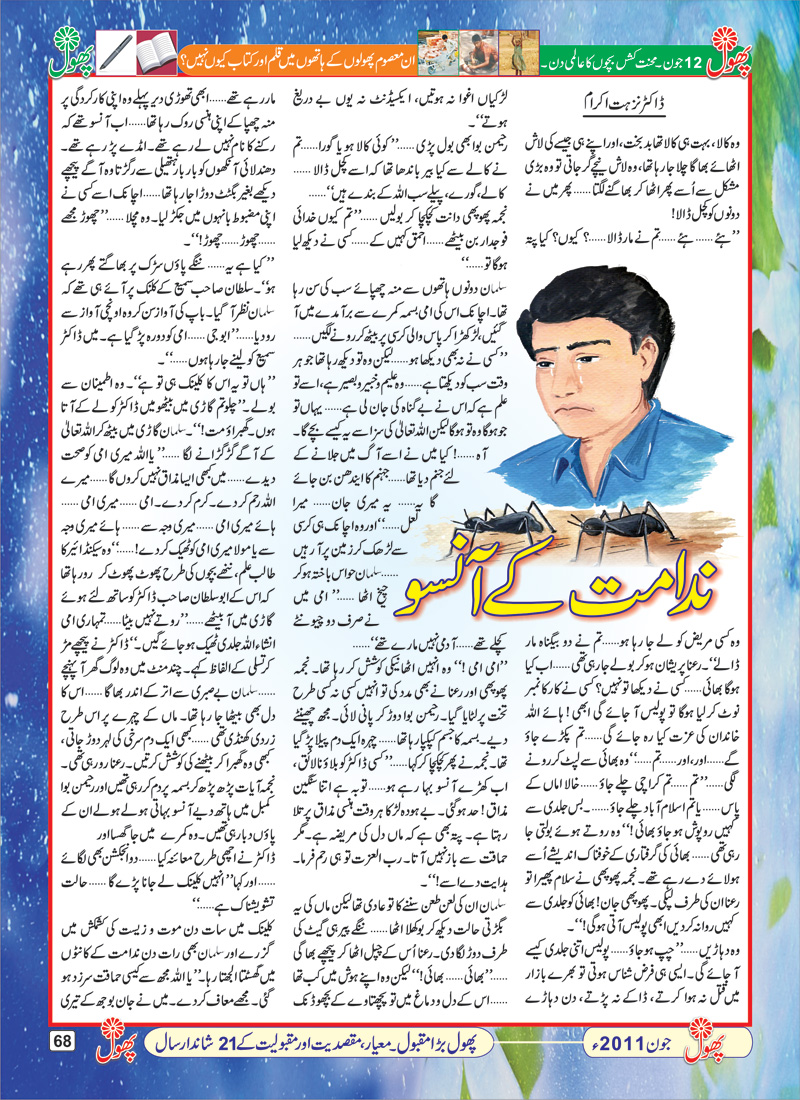 پھول
12 جون۔ محنت کش بچوں کا عالمی دن۔
ان معصوم پھولوں کے ہاتھوں میں قلم اور کتاب کیوں نہیں؟
پھول
ڈاکٹر نزہت اکرام
وہ کالا، بہت ہی کالا تھا بد بخت، اور اپنے ہی جیسے کی لاش
اٹھائے بھاگا چلا جا رہا تھا، وہ لاش نیچے گر جاتی تو وہ بڑی
مشکل سے اُسے پھر اٹھا کر بھاگنے لگتا...... پھر میں نے
دونوں کو کچل ڈالا!
”ہئے...... ہئے...... تم نے مار ڈالا......؟ کیوں؟ کیا پتہ
ندامت کے آنسو
وہ کسی مریض کو لے جا رہا ہو...... تم نے دو بیگناہ مار
ڈالے“۔ رعنا پریشان ہو کر بولے جا رہی تھی...... اب کیا
ہوگا بھائی...... کسی نے دیکھا تو نہیں؟ کسی نے کار کا نمبر
نوٹ کر لیا ہوگا تو پولیس آ جائے گی ابھی! ہائے اللہ
خاندان کی عزت کیا رہ جائے گی...... تم پکڑے جاؤ
گے...... اور، اور...... تم......“ وہ بھائی سے لپٹ کر رونے
لگی ......”تم...... تم کراچی چلے جاؤ...... خالا اماں کے
پاس ...... یا تم اسلام آباد چلے جاؤ...... بس جلدی سے
کہیں روپوش ہو جاؤ بھائی!“ وہ روتے ہوئے بولتی جا
رہی تھی...... بھائی کی گرفتاری کے خوفناک اندیشے اُسے
ہولائے دے رہے تھے۔ نجمہ پھوپھی نے سلام پھیرا تو
رعنا ان کی طرف لپکی۔ پھوپھی جان! بھائی کو جلدی سے
کہیں روانہ کر دیں ابھی پولیس آتی ہوگی!“۔
وہ دہاڑیں ......”چپ ہو جاؤ...... پولیس اتنی جلدی کیسے
آ جائے گی۔ ایسی ہی فرض شناس ہوتی تو بھرے بازار
میں قتل نہ ہوا کرتے، ڈاکے نہ پڑتے، دن دہاڑے
لڑکیاں اغوا نہ ہوتیں، ایکسیڈنٹ نہ یوں بے دریغ
ہوتے“۔
رحیمن بوا بھی بول پڑی......”کوئی کالا ہو یا گورا...... تم
نے کالے سے کیا بیر باندھا تھا کہ اسے کچل ڈالا......
کالے، گورے، پیلے سب اللہ کے بندے ہیں“......
نجمہ پھوپھی دانت کچکچا کر بولیں......”تم کیوں خدائی
فوجدار بن بیٹھے...... احمق کہیں کے...... کسی نے دیکھ لیا
ہوگا تو......“
سلمان دونوں ہاتھوں سے منہ چھپائے سب کی سن رہا
تھا۔ اچانک اس کی امی بسمہ کمرے سے برآمدے میں آ
گئیں، لڑکھڑا کر پاس والی کرسی پر بیٹھ کر رونے لگیں......
”کسی نے نہ بھی دیکھا ہو...... لیکن وہ تو دیکھ رہا تھا جو ہر
وقت سب کو دیکھتا ہے...... وہ علیم و خبیر و بصیر ہے، اسے تو
علم ہے کہ اس نے بے گناہ کی جان لی ہے...... یہاں تو
جو ہوگا وہ تو ہوگا لیکن اللہ تعالیٰ کی سزا سے یہ کیسے بچے گا۔
آہ ......! کیا میں نے اسے آگ میں جلانے کے
لئے جنم دیا تھا...... جہنم کا ایندھن بن جائے
گا یہ...... یہ میری جان...... میرا
لعل......“ اور وہ اچانک ہی کرسی
سے لڑھک کر زمین پر آ رہیں
......سلمان حواس باختہ ہو کر
چیخ اٹھا......”امی میں
نے صرف دو چیونٹے
کچلے تھے...... آدمی نہیں مارے تھے“......
”امی امی!“ وہ انہیں اٹھانیکی کوشش کر رہا تھا۔ نجمہ
پھوپھی اور رعنا نے بھی مدد کی تو انہیں کسی نہ کسی طرح
تخت پر لٹایا گیا۔ رحیمن بوا دوڑ کر پانی لائی۔ مجھ چھینٹے
دیے۔ بسمہ کا جسم کپکپا رہا تھا...... چہرہ ایک دم پیلا پڑ گیا
تھا۔ نجمہ نے پھر کچکچا کر کہا......”کسی ڈاکٹر کو بلاؤ نالائق،
اب کھڑے آنسو بہا رہے ہو...... توبہ ہے اتنا سنگین
مذاق! حد ہو گئی۔ بے ہودہ لڑکا ہر وقت ہنسی مذاق پر تلا
رہتا ہے۔ پتہ بھی ہے کہ ماں دل کی مریضہ ہے۔ مگر
حماقت سے باز نہیں آتا۔ رب العزت تو ہی رحم فرما۔
ہدایت دے اسے!“۔
سلمان ان کی لعن طعن سننے کا تو عادی تھا لیکن ماں کی یہ
بگڑتی حالت دیکھ کر بوکھلا اٹھا...... ننگے پیر ہی گیٹ کی
طرف دوڑ لگا دی۔ رعنا اُس کے چپل اٹھا کر پیچھے بھاگی
......”بھائی...... بھائی!“ لیکن وہ اپنے ہوش میں کب تھا
......اس کے دل و دماغ میں تو پچھتاوے کے بچھو ڈنک
مار رہے تھے...... ابھی تھوڑی دیر پہلے وہ اپنی کارکردگی پر
منہ چھپا کے اپنی ہنسی روک رہا تھا...... اب آنسو تھے کہ
رکنے کا نام نہیں لے رہے تھے۔ امڈے پڑ رہے تھے۔
دھندلائی آنکھوں کو بار بار ہتھیلی سے رگڑتا وہ آگے پیچھے
دیکھے بغیر بگٹٹ دوڑا جا رہا تھا...... اچانک اسے کسی نے
اپنی مضبوط بانہوں میں جکڑ لیا۔ وہ مچلا......”چھوڑ مجھے
...... چھوڑ...... چھوڑا!“۔
”کیا ہے یہ...... ننگے پاؤں سڑک پر بھاگتے پھر رہے
ہو“۔ سلطان صاحب سمیع کے کلنک پر آئے ہی تھے کہ
سلمان نظر آ گیا۔ باپ کی آواز سن کر وہ اونچی آواز سے
رو دیا......”ابو جی...... امی کو دورہ پڑ گیا ہے۔ میں ڈاکٹر
سمیع کو لینے جا رہا ہوں......“۔
”ہاں تو یہ اس کا کلینک ہی تو ہے“۔ وہ اطمینان سے
بولے۔ ”چلو تم گاڑی میں بیٹھو میں ڈاکٹر کو لے کے آتا
ہوں۔ گھبراؤ مت!“۔ سلمان گاڑی میں بیٹھ کر اللہ تعالیٰ
کے آگے گڑگڑانے لگا......”یا اللہ میری امی کو صحت
دیدے...... میں کبھی ایسا مذاق نہیں کروں گا...... میرے
اللہ رحم کر دے۔ کرم کر دے۔ امی...... میری امی......
ہائے میری امی...... میری وجہ سے...... ہائے میری وجہ
سے یا مولا میری امی کو ٹھیک کر دے!......“ وہ سیکنڈ ائیر کا
طالب علم، ننھے بچوں کی طرح پھوٹ پھوٹ کر رو رہا تھا
کہ اس کے ابو سلطان صاحب ڈاکٹر کو ساتھ لئے ہوئے
گاڑی میں آ بیٹھے......”روتے نہیں بیٹا...... تمہاری امی
انشاء اللہ جلدی ٹھیک ہو جائے گیں۔“ ڈاکٹر نے پیچھے مڑ
کر تسلی کے الفاظ کہے۔ چند منٹ میں وہ لوگ گھر آ پہنچے
...... سلمان بے صبری سے اتر کے اندر بھاگا...... اس کا
دل بھی بیٹھا جا رہا تھا۔ ماں کے چہرے پر اس طرح
زردی کھنڈی تھی...... کبھی ایک دم سرخی کی لہر دوڑ جاتی،
کبھی وہ گھبرا کر بیٹھنے کی کوشش کرتیں۔ رعنا رو رہی تھی۔
نجمہ آیات پڑھ پڑھ کر بسمہ پر دم کر رہی تھیں اور رحیمن بوا
کمبل میں ہاتھ دیے آنسو بہاتی ہولے ہولے ان کے
پاؤں دبا رہی تھیں۔ وہ کمرے میں جا گھسا اور
ڈاکٹر نے اچھی طرح معائنہ کیا...... دو انجکشن بھی لگائے
...... اور کہا ”انہیں کلینک لے جانا پڑے گا...... حالت
تشویشناک ہے......“
کلینک میں سات دن موت و زیست کی کشمکش میں
گزرے اور سلمان بھی رات دن ندامت کے کانٹوں
میں گھسٹتا الجھتا رہا۔ ”یا اللہ مجھ سے کیسی حماقت سرزد ہو
گئی۔ مجھے معاف کر دے۔ میں نے جان بوجھ کے تیری
پھول
جون 2011ء
پھول بڑا مقبول۔ معیار، مقصدیت اور مقبولیت کے 21 شاندار سال
پھول
68